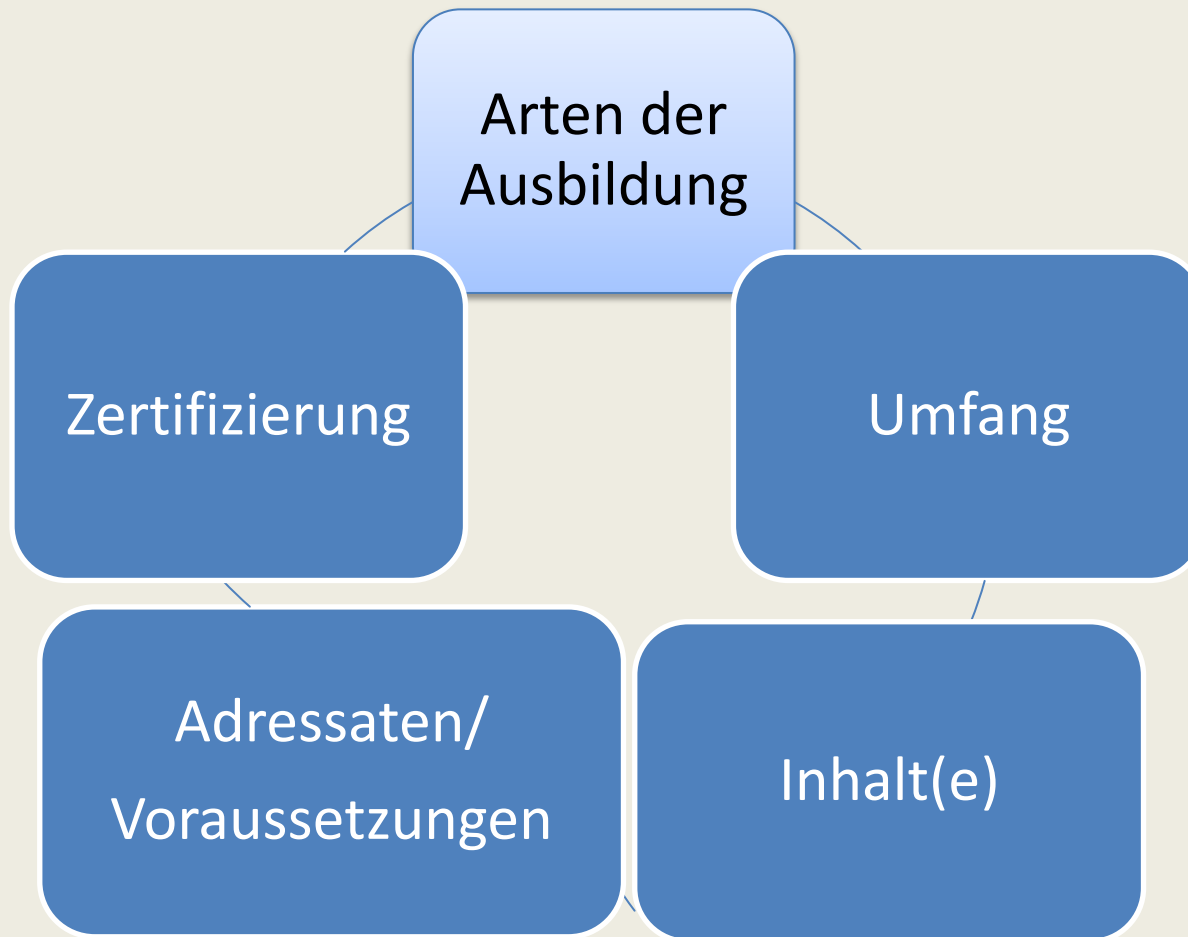 Arten der
Ausbildung
Zertifizierung
Umfang
Adressaten/
Voraussetzungen
Inhalt(e)